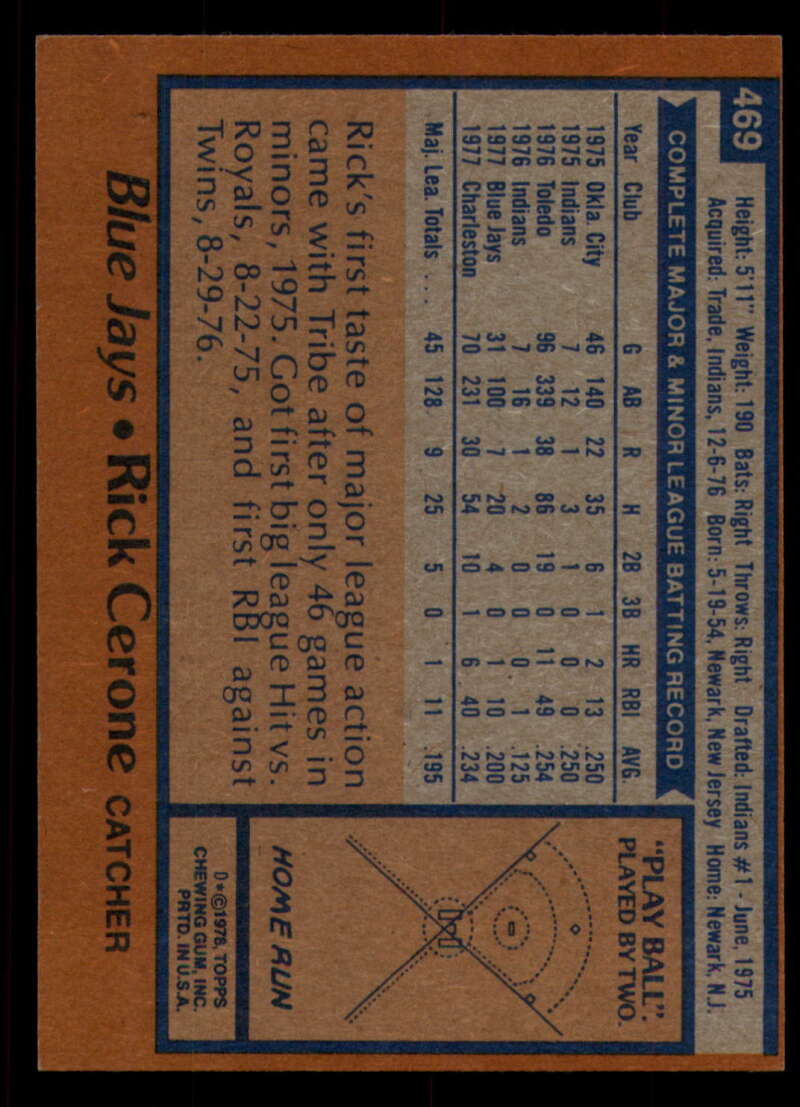 469
Height: 5'11" Weight: 190 Bats: Right Throws: Right Drafted: Indians #1 - June, 1975
Acquired: Trade, Indians, 12-6-76 Born: 5-19-54, Newark, New Jersey Home: Newark, N.J.
COMPLETE MAJOR & MINOR LEAGUE BATTING RECORD
Year Club G AB R H 2B 3B HR RBI AVG.
1975 Okla. City 46 140 22 35 6 1 2 13 .250
1975 Indians 7 12 1 3 1 0 0 0 .250
1976 Toledo 96 339 38 86 19 0 11 49 .254
1976 Indians 7 16 1 2 0 0 0 1 .125
1977 Blue Jays 31 100 7 20 4 0 1 10 .200
1977 Charleston 70 231 30 54 10 1 6 40 .234
Maj. Lea. Totals ... 45 128 9 25 5 0 1 11 .195
Rick's first taste of major league action
came with Tribe after only 46 games in
minors, 1975. Got first big league Hit vs.
Royals, 8-22-75, and first RBI against
Twins, 8-29-76.
"PLAY BALL":
PLAYED BY TWO.
HOME RUN
D*©1978, TOPPS
CHEWING GUM, INC.
PRTD. IN U.S.A.
Blue Jays • Rick Cerone CATCHER